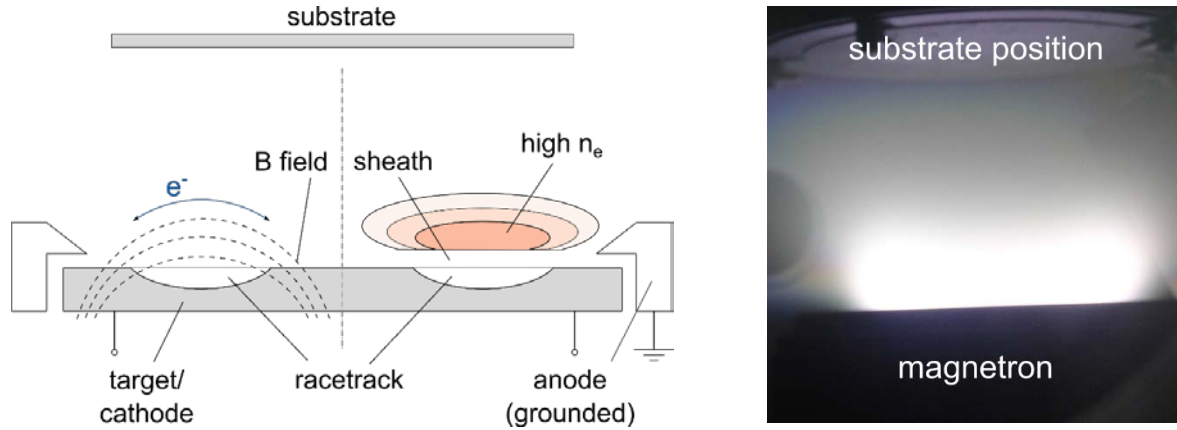 substrate
B field
sheath
high nₑ
e⁻
target/
cathode
racetrack
anode
(grounded)
substrate position
magnetron